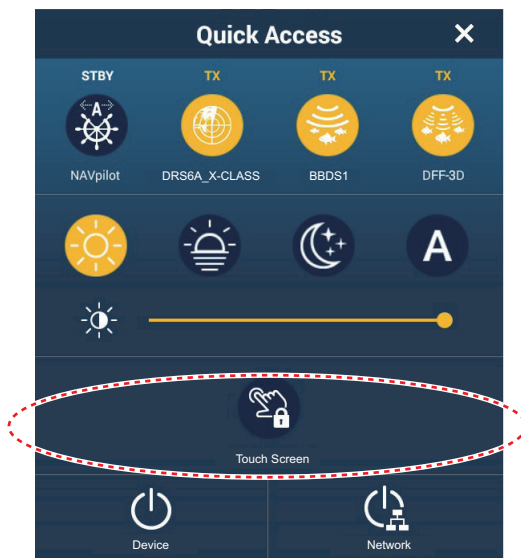 Quick Access
STBY TX TX TX
A
NAVpilot DRS6A_X-CLASS BBDS1 DFF-3D
A
Touch Screen
Device Network